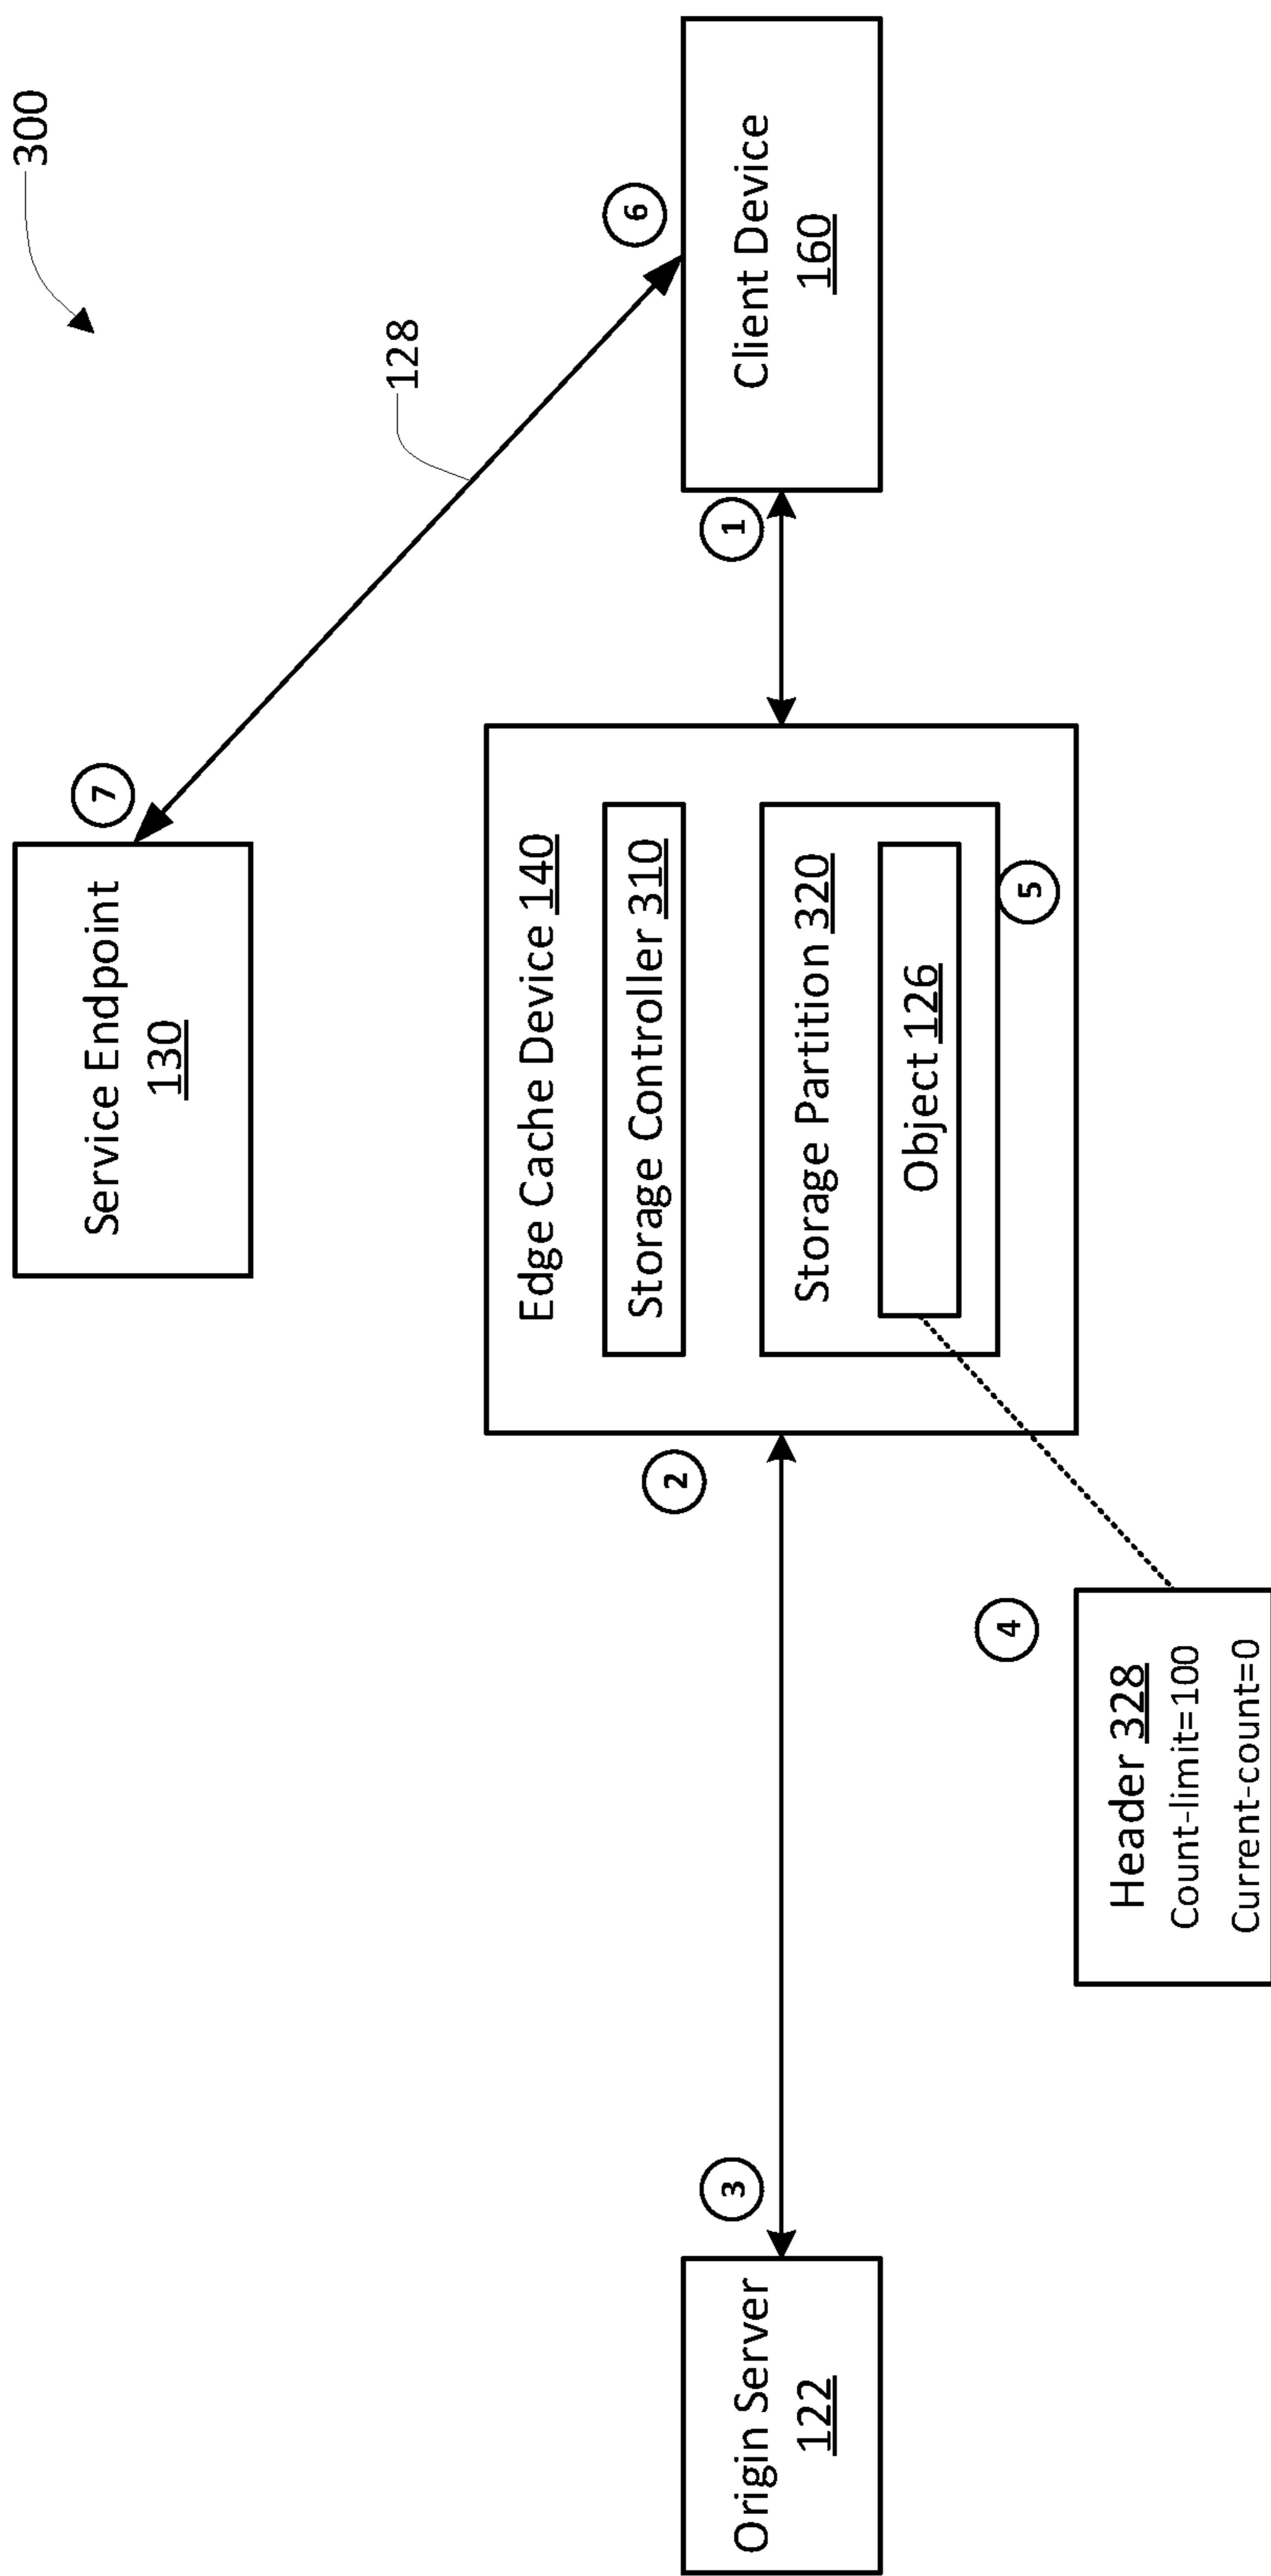 300
Service Endpoint
130
7
128
6
Edge Cache Device 140
Storage Controller 310
Storage Partition 320
Object 126
5
2
1
Client Device
160
3
Origin Server
122
4
Header 328
Count-limit=100
Current-count=0